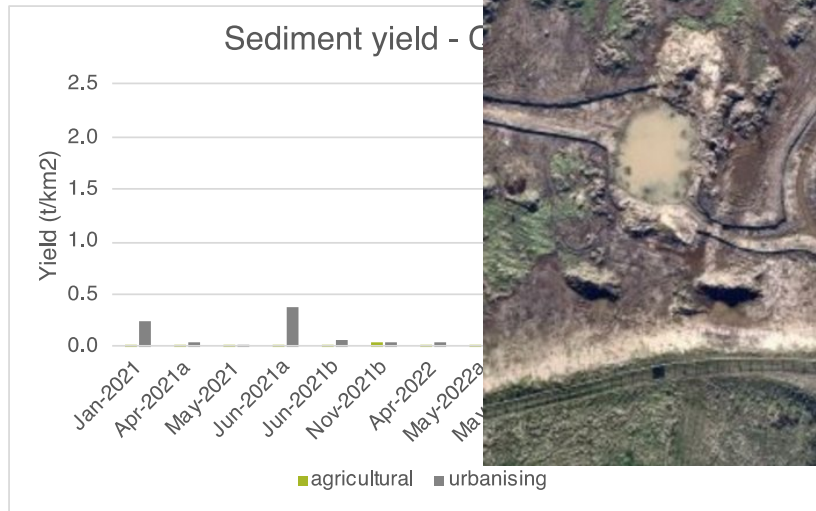 Sediment yield -
2.5
2.0
1.5
1.0
0.5
0.0
Yield (t/km2)
Jan-2021
Apr-2021a
May-2021
Jun-2021a
Jun-2021b
Nov-2021b
Apr-2022
May-2022a
agricultural urbanising